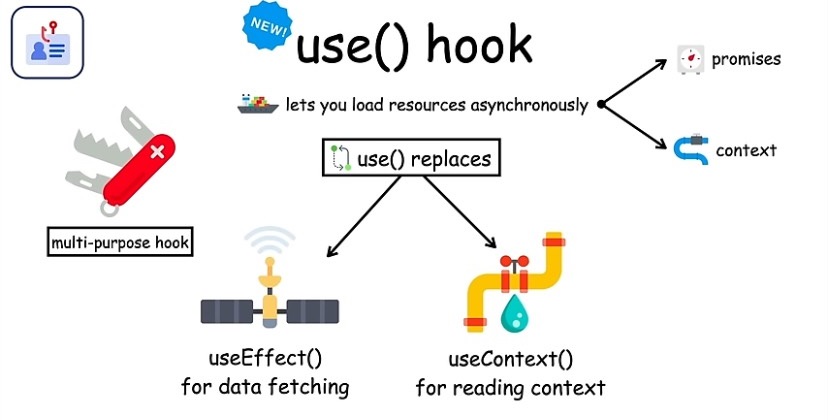 NEW!
use() hook
lets you load resources asynchronously
promises
context
use() replaces
multi-purpose hook
useEffect()
for data fetching
useContext()
for reading context